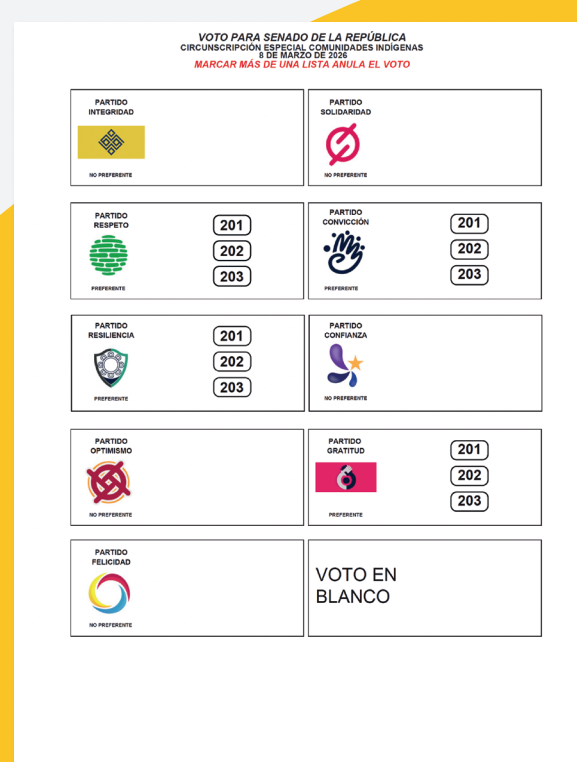 VOTO PARA SENADO DE LA REPÚBLICA
CIRCUNSCRIPCIÓN ESPECIAL COMUNIDADES INDÍGENAS
8 DE MARZO DE 2026
MARCAR MÁS DE UNA LISTA ANULA EL VOTO
PARTIDO
INTEGRIDAD
NO PREFERENTE
PARTIDO
SOLIDARIDAD
NO PREFERENTE
PARTIDO
RESPETO
201
202
203
PREFERENTE
PARTIDO
CONVICCIÓN
201
202
203
PREFERENTE
PARTIDO
RESILIENCIA
201
202
203
PREFERENTE
PARTIDO
CONFIANZA
NO PREFERENTE
PARTIDO
OPTIMISMO
NO PREFERENTE
PARTIDO
GRATITUD
201
202
203
PREFERENTE
PARTIDO
FELICIDAD
NO PREFERENTE
VOTO EN
BLANCO